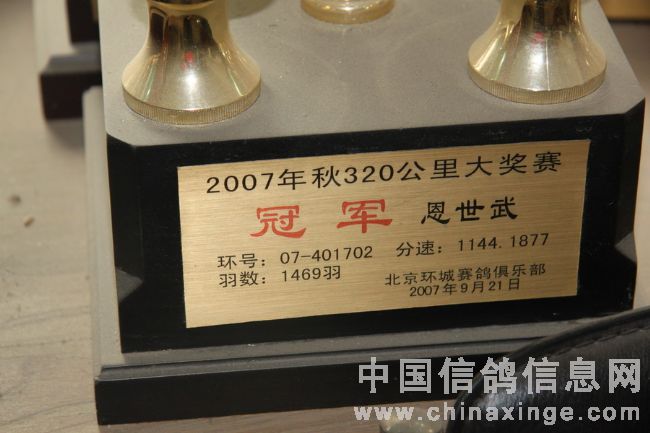 2007年秋320公里大奖赛
冠军 恩世武
环号：07-401702 分速：1144.1877
羽数：1469羽 北京环城赛鸽俱乐部
2007年9月21日
中国信鸽信息网
www.chinaxinge.com